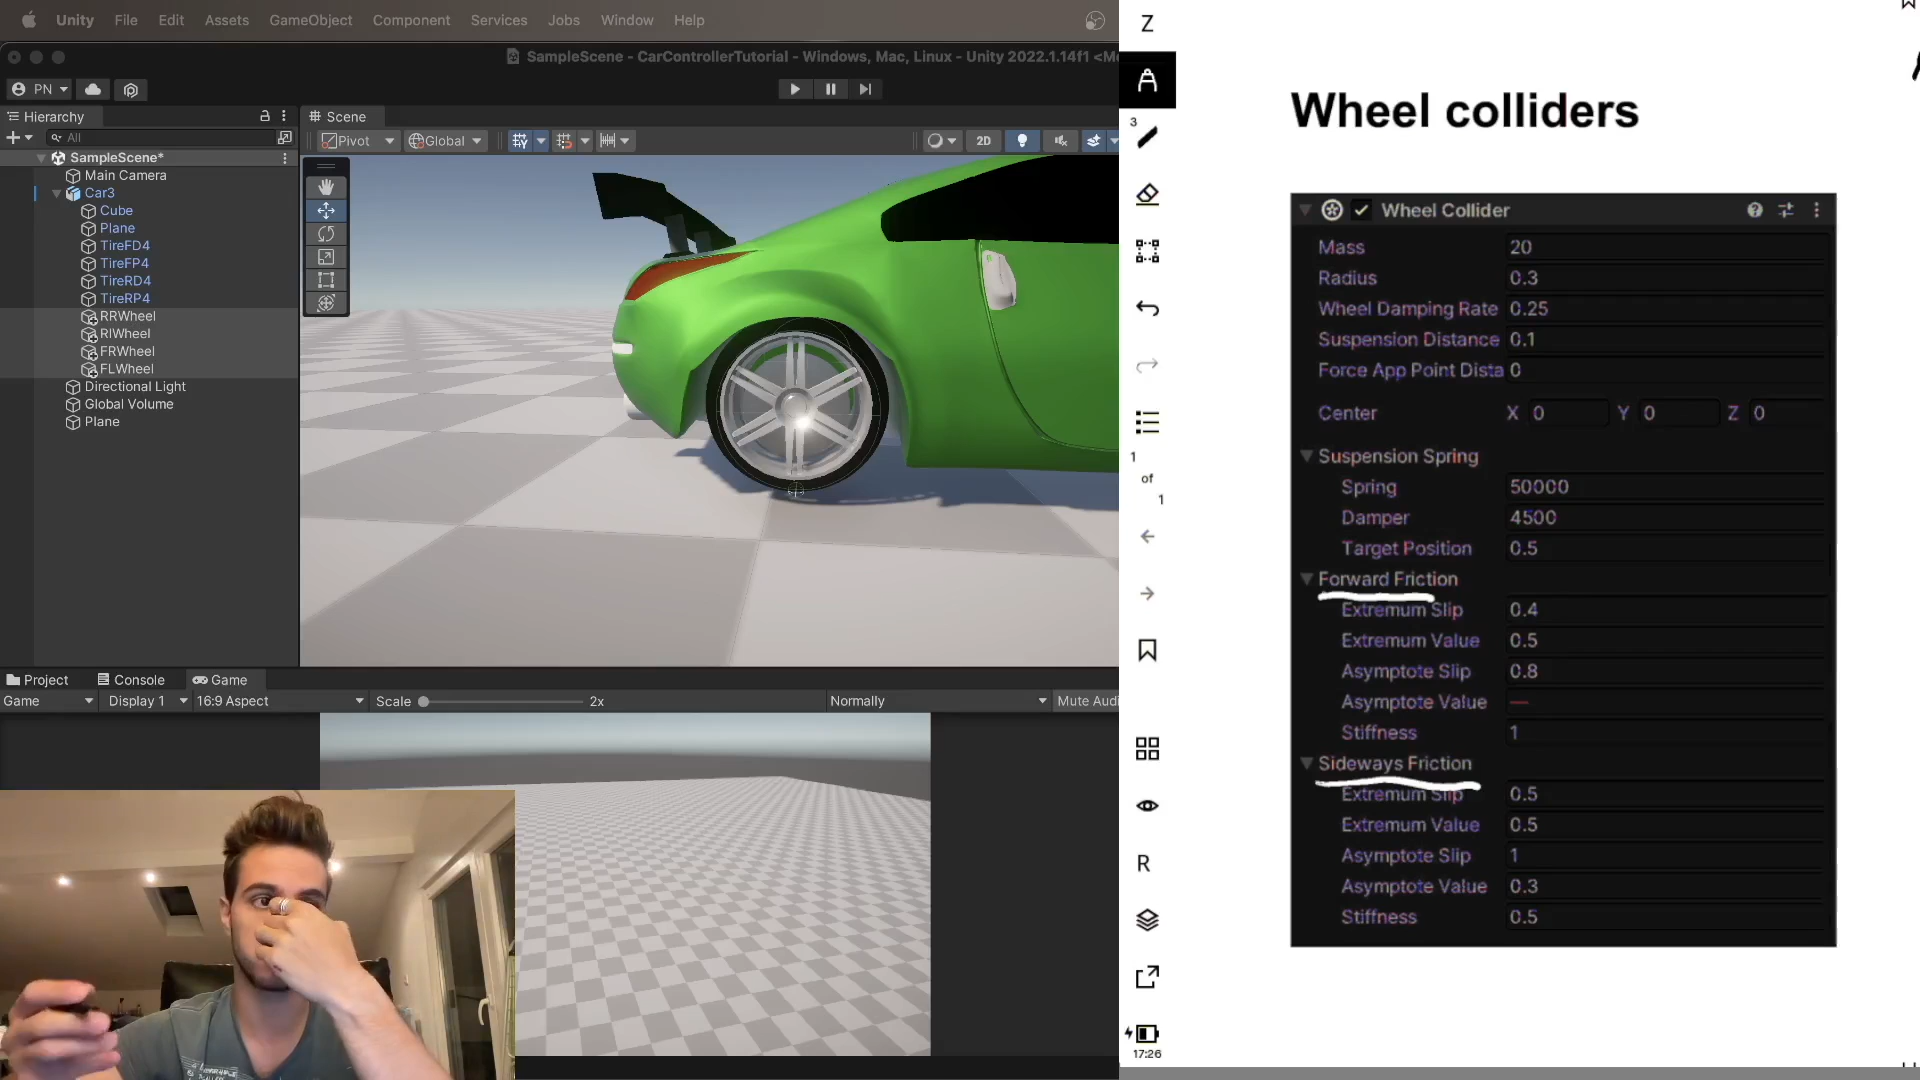 Unity File Edit Assets GameObject Component Services Jobs Window Help
SampleScene - CarControllerTutorial - Windows, Mac, Linux - Unity 2022.1.14f1
PN
Hierarchy
All
SampleScene*
Main Camera
Car3
Cube
Plane
TireFD4
TireFP4
TireRD4
TireRP4
RRWheel
RlWheel
FRWheel
FLWheel
Directional Light
Global Volume
Plane
Scene
Pivot Global 2D
Project Console Game
Game Display 1 16:9 Aspect Scale 2x Normally Mute Audi
Z
3
1
of
1
R
17:26
Wheel colliders
Wheel Collider
Mass 20
Radius 0.3
Wheel Damping Rate 0.25
Suspension Distance 0.1
Force App Point Dista 0
Center X 0 Y 0 Z 0
Suspension Spring
Spring 50000
Damper 4500
Target Position 0.5
Forward Friction
Extremum Slip 0.4
Extremum Value 0.5
Asymptote Slip 0.8
Asymptote Value —
Stiffness 1
Sideways Friction
Extremum Slip 0.5
Extremum Value 0.5
Asymptote Slip 1
Asymptote Value 0.3
Stiffness 0.5